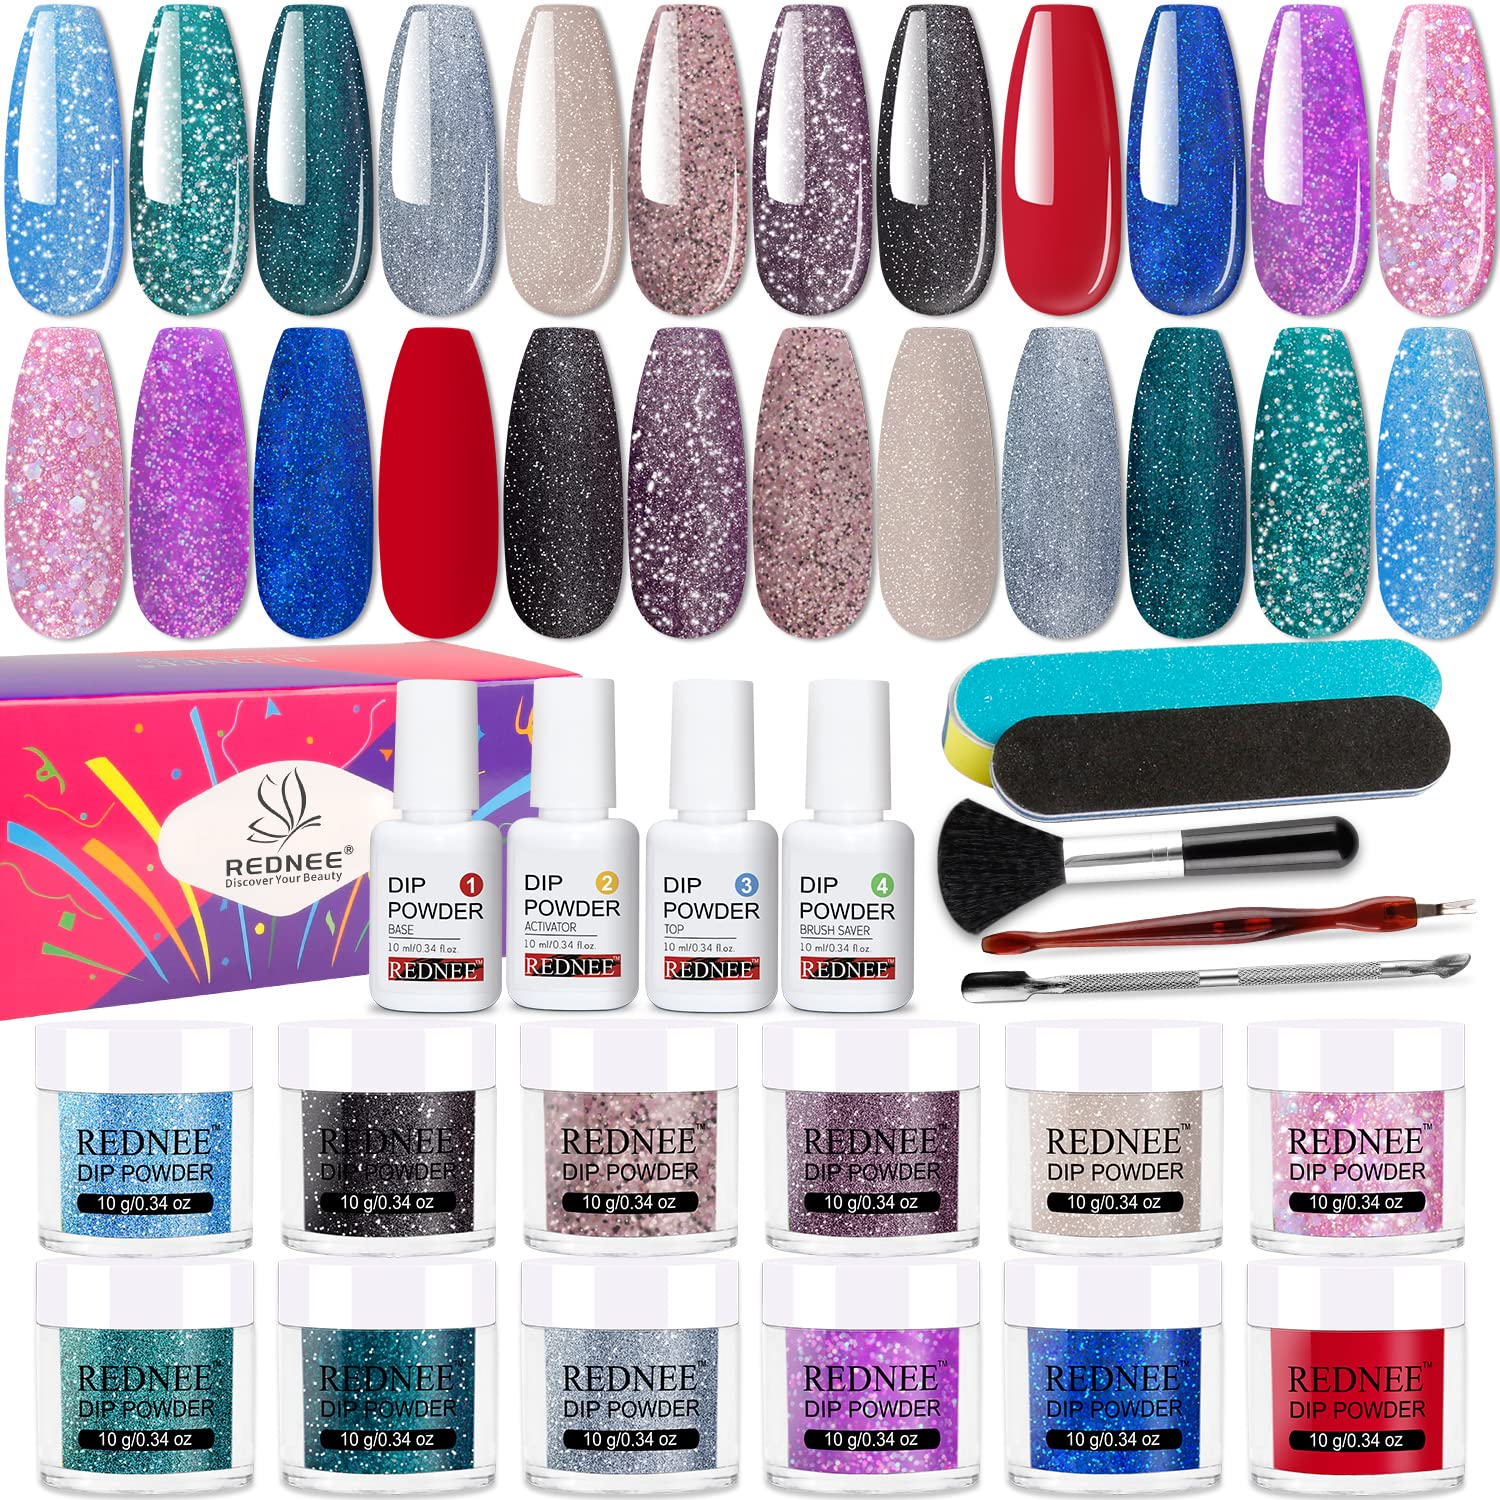 REDNEE®
REDNEE®
Discover Your Beauty
DIP 1
POWDER
BASE
10 ml/0.34 fl oz.
REDNEE™
DIP 2
POWDER
ACTIVATOR
10 ml/0.34 fl.oz.
REDNEE™
DIP 3
POWDER
TOP
10 ml/0.34 fl.oz.
REDNEE™
DIP 4
POWDER
BRUSH SAVER
10 ml/0.34 fl.oz.
REDNEE™
REDNEE™
DIP POWDER
10 g/0.34 oz
REDNEE™
DIP POWDER
10 g/0.34 oz
REDNEE™
DIP POWDER
10 g/0.34 oz
REDNEE™
DIP POWDER
10 g/0.34 oz
REDNEE™
DIP POWDER
10 g/0.34 oz
REDNEE™
DIP POWDER
10 g/0.34 oz
REDNEE™
DIP POWDER
10 g/0.34 oz
REDNEE™
DIP POWDER
10 g/0.34 oz
REDNEE™
DIP POWDER
10 g/0.34 oz
REDNEE™
DIP POWDER
10 g/0.34 oz
REDNEE™
DIP POWDER
10 g/0.34 oz
REDNEE™
DIP POWDER
10 g/0.34 oz